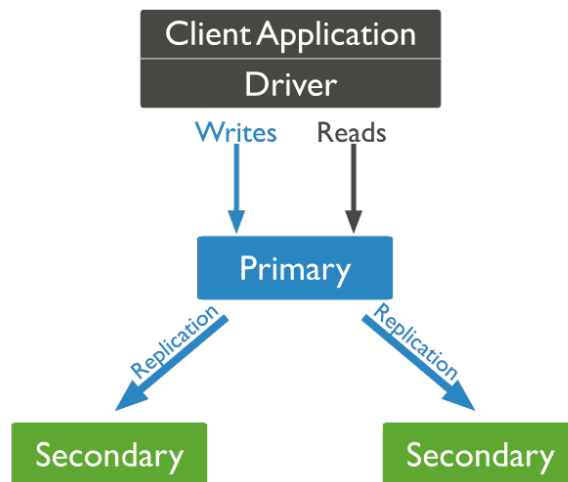 Client Application
Driver
Writes Reads
Primary
Replication Replication
Secondary Secondary